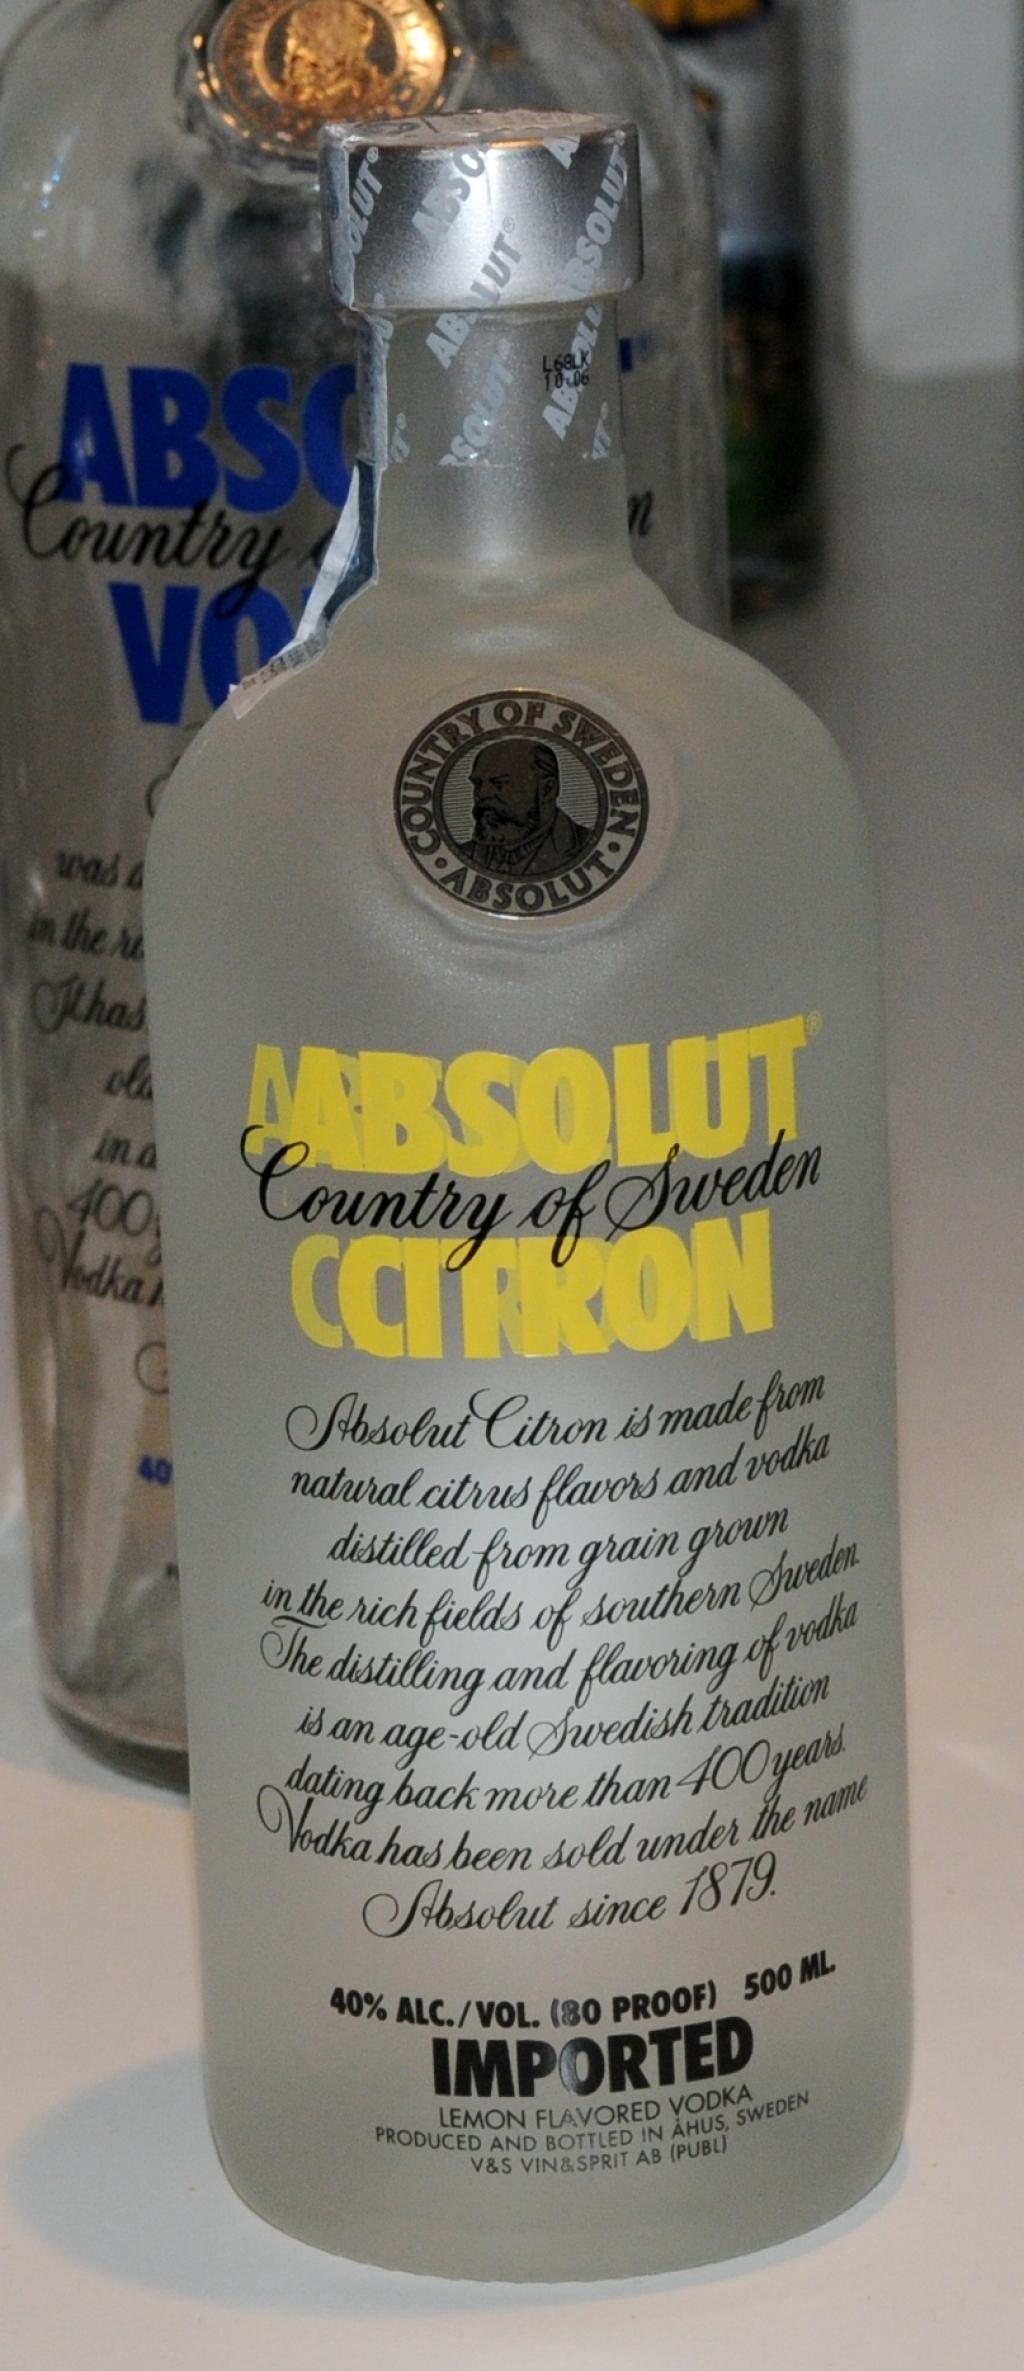 ABSOLUT®
L68LK
10:06
COUNTRY OF SWEDEN
· ABSOLUT ·
ABSOLUT®
Country of Sweden
CITRON
Absolut Citron is made from
natural citrus flavors and vodka
distilled from grain grown
in the rich fields of southern Sweden.
The distilling and flavoring of vodka
is an age-old Swedish tradition
dating back more than 400 years.
Vodka has been sold under the name
Absolut since 1879.
40% ALC./VOL. (80 PROOF) 500 ML.
IMPORTED
LEMON FLAVORED VODKA
PRODUCED AND BOTTLED IN ÅHUS, SWEDEN
V&S VIN&SPRIT AB (PUBL)
ABSO
Country
VO
was
in the
It has
old
in a
400
Vodka
40